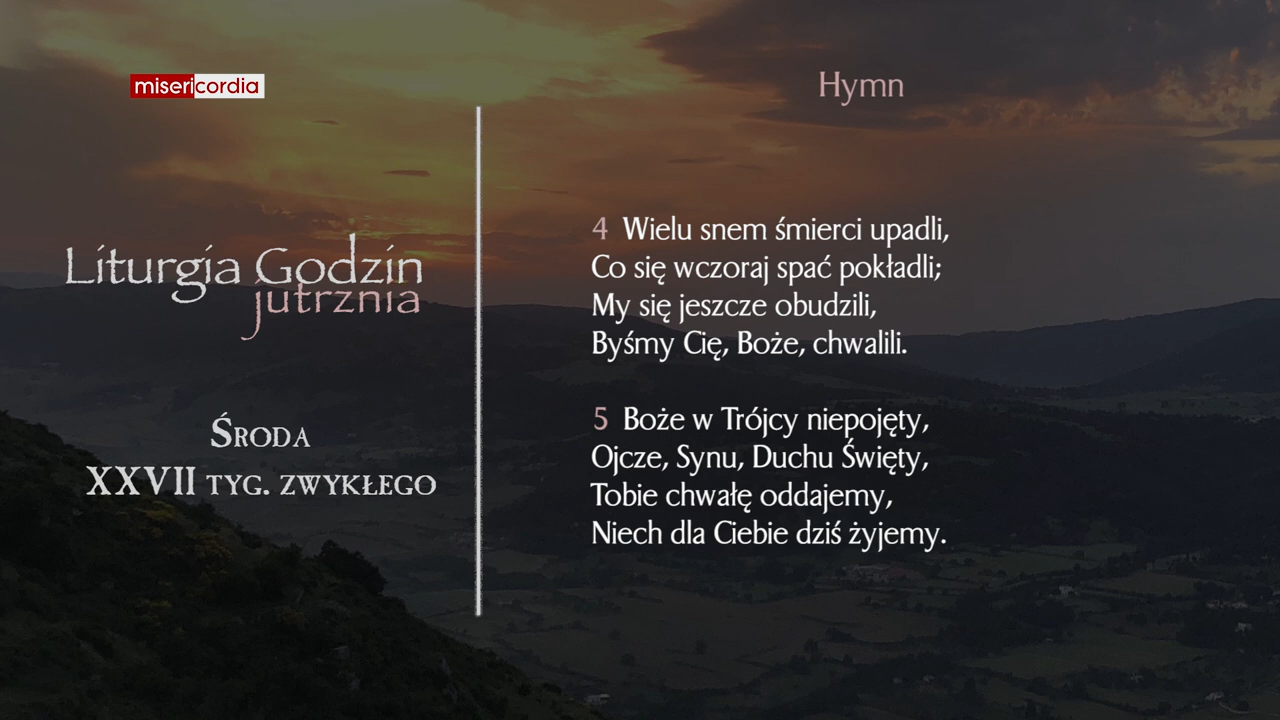 misericordia
Liturgia Godzin
jutrznia
Środa
XXVII tyg. zwykłego
Hymn
4 Wielu snem śmierci upadli,
Co się wczoraj spać pokładli;
My się jeszcze obudzili,
Byśmy Cię, Boże, chwalili.
5 Boże w Trójcy niepojęty,
Ojcze, Synu, Duchu Święty,
Tobie chwałę oddajemy,
Niech dla Ciebie dziś żyjemy.